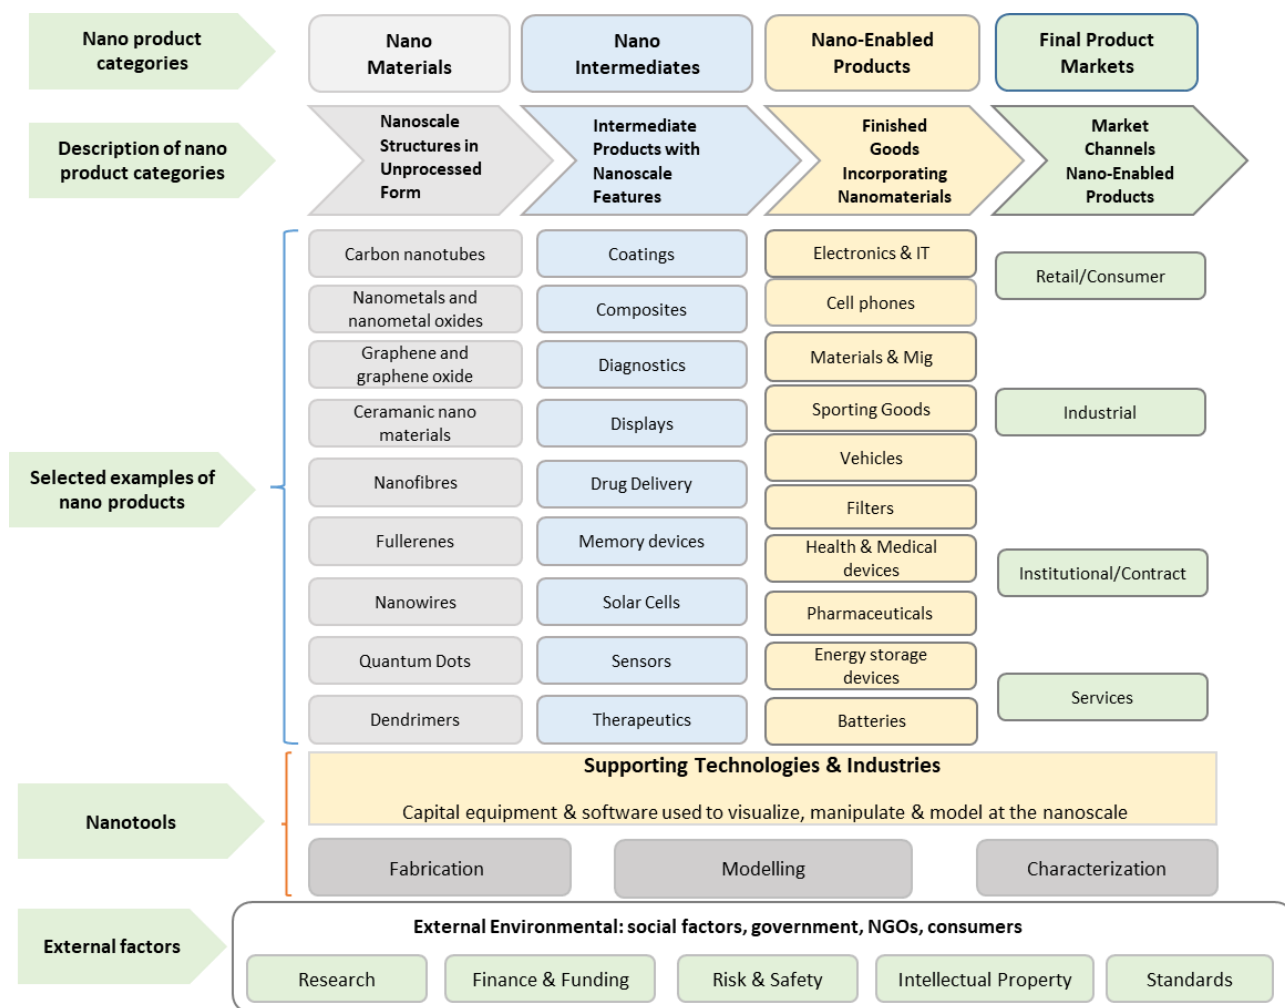 Nano product
categories
Nano
Materials
Nano
Intermediates
Nano-Enabled
Products
Final Product
Markets
Description of nano
product categories
Nanoscale
Structures in
Unprocessed
Form
Intermediate
Products with
Nanoscale
Features
Finished
Goods
Incorporating
Nanomaterials
Market
Channels
Nano-Enabled
Products
Selected examples of
nano products
Carbon nanotubes
Nanometals and
nanometal oxides
Graphene and
graphene oxide
Ceramanic nano
materials
Nanofibres
Fullerenes
Nanowires
Quantum Dots
Dendrimers
Coatings
Composites
Diagnostics
Displays
Drug Delivery
Memory devices
Solar Cells
Sensors
Therapeutics
Electronics & IT
Cell phones
Materials & Mig
Sporting Goods
Vehicles
Filters
Health & Medical
devices
Pharmaceuticals
Energy storage
devices
Batteries
Retail/Consumer
Industrial
Institutional/Contract
Services
Nanotools
Supporting Technologies & Industries
Capital equipment & software used to visualize, manipulate & model at the nanoscale
Fabrication
Modelling
Characterization
External factors
External Environmental: social factors, government, NGOs, consumers
Research
Finance & Funding
Risk & Safety
Intellectual Property
Standards